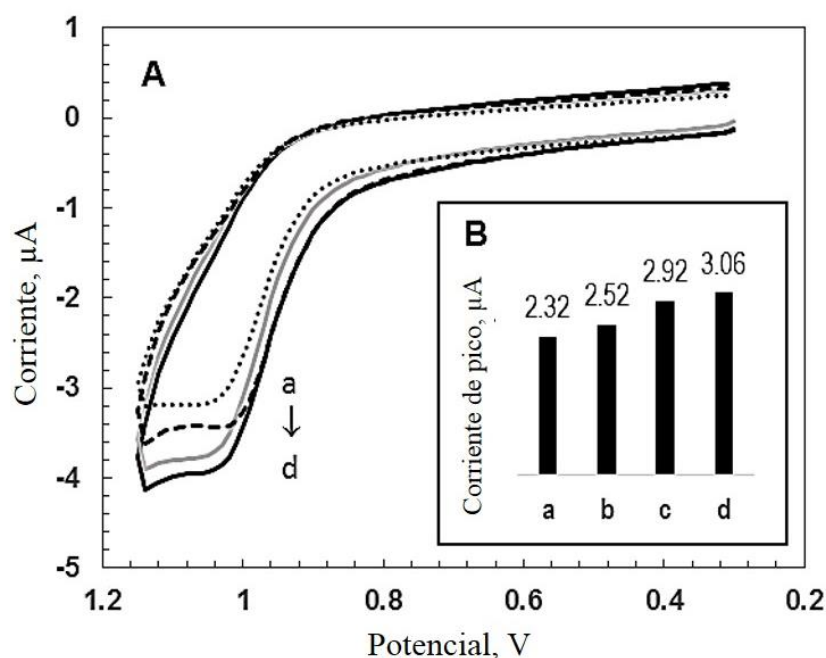 A
1
0
-1
-2
-3
-4
-5
Corriente, µA
1.2
1
0.8
0.6
0.4
0.2
Potencial, V
a
↓
d
B
Corriente de pico, µA
2.32
2.52
2.92
3.06
a
b
c
d